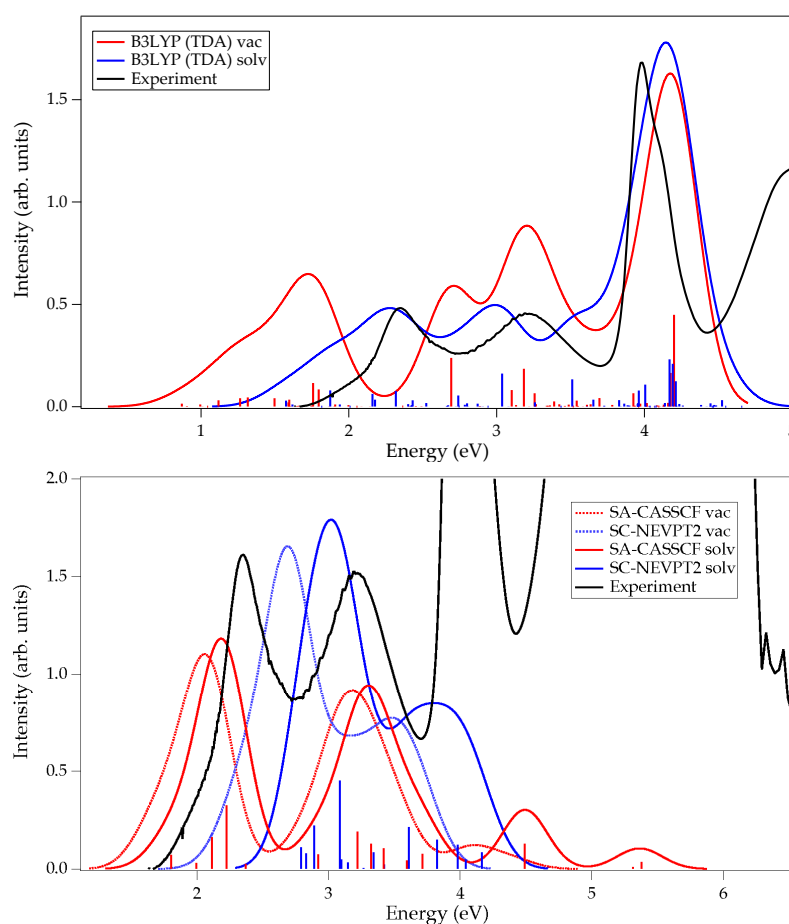 B3LYP (TDA) vac
B3LYP (TDA) solv
Experiment
Intensity (arb. units)
1.5
1.0
0.5
0.0
1 2 3 4
Energy (eV)
2.0
SA-CASSCF vac
SC-NEVPT2 vac
SA-CASSCF solv
SC-NEVPT2 solv
Experiment
Intensity (arb. units)
1.5
1.0
0.5
0.0
2 3 4 5 6
Energy (eV)